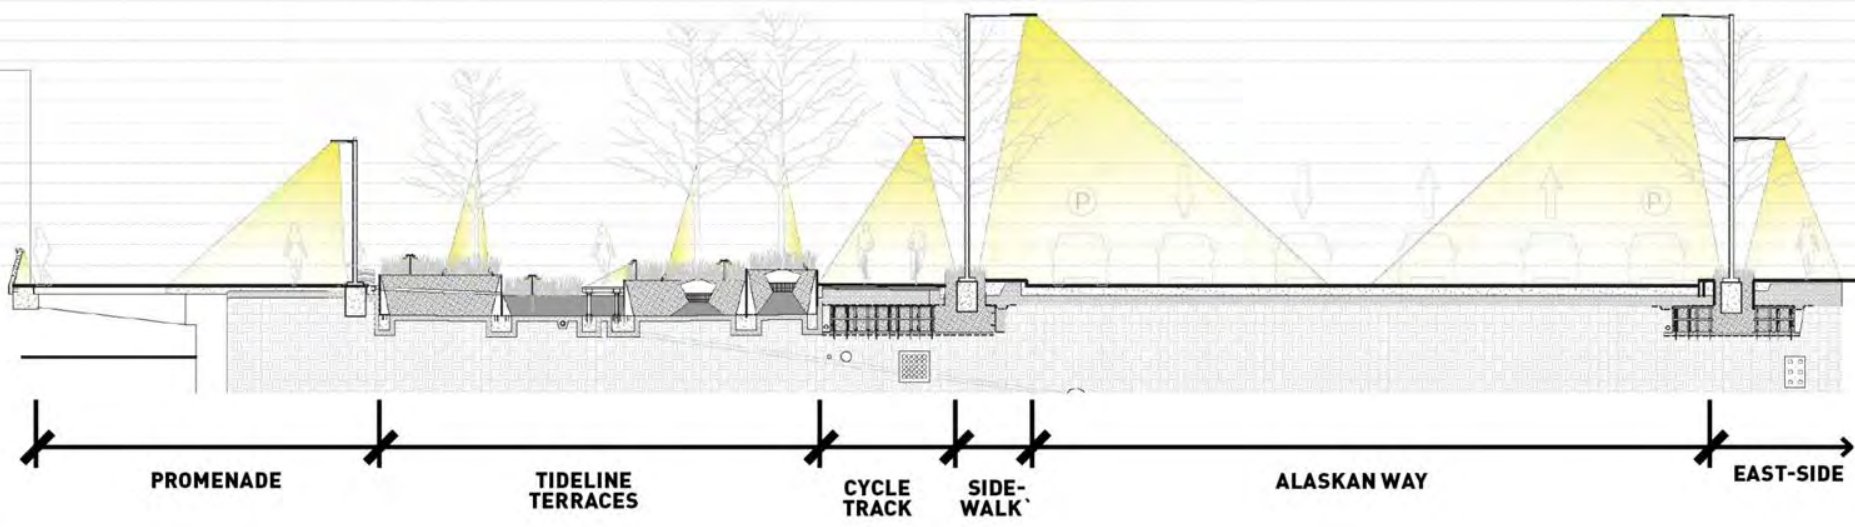 P
P
PROMENADE
TIDELINE
TERRACES
CYCLE
TRACK
SIDE-
WALK`
ALASKAN WAY
EAST-SIDE